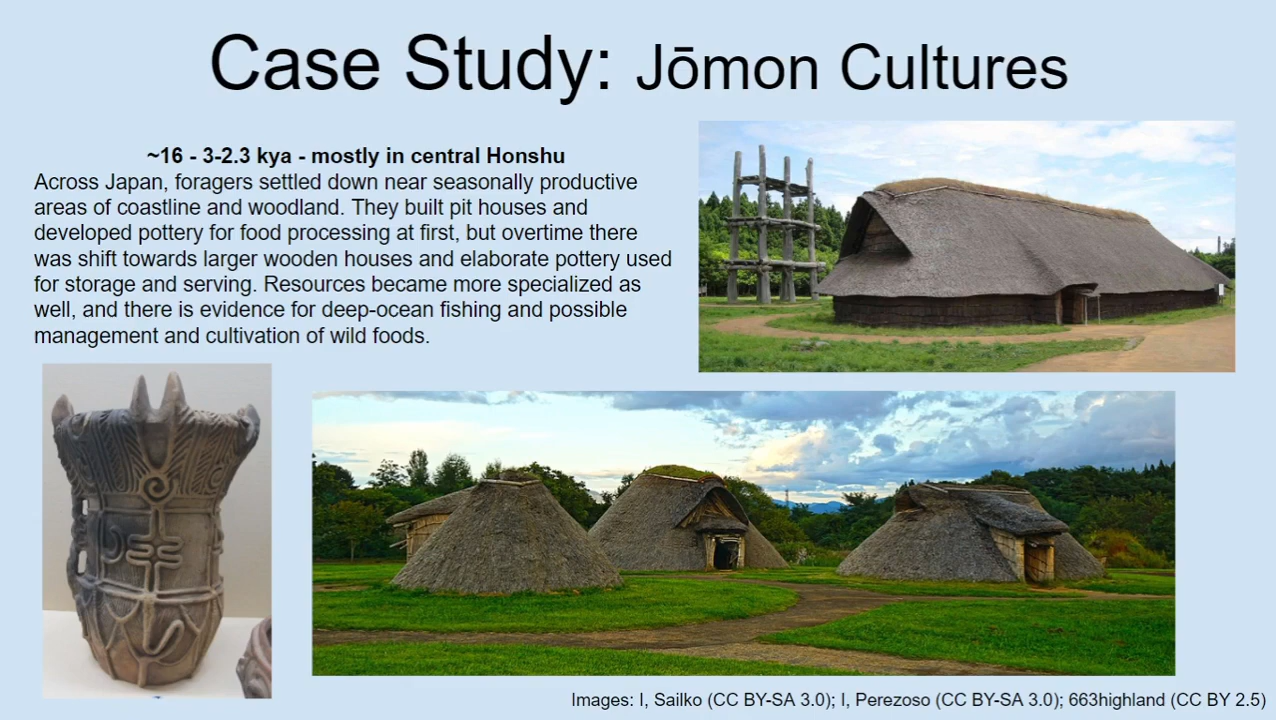 Case Study: Jōmon Cultures
~16 - 3-2.3 kya - mostly in central Honshu
Across Japan, foragers settled down near seasonally productive
areas of coastline and woodland. They built pit houses and
developed pottery for food processing at first, but overtime there
was shift towards larger wooden houses and elaborate pottery used
for storage and serving. Resources became more specialized as
well, and there is evidence for deep-ocean fishing and possible
management and cultivation of wild foods.
Images: I, Sailko (CC BY-SA 3.0); I, Perezoso (CC BY-SA 3.0); 663highland (CC BY 2.5)